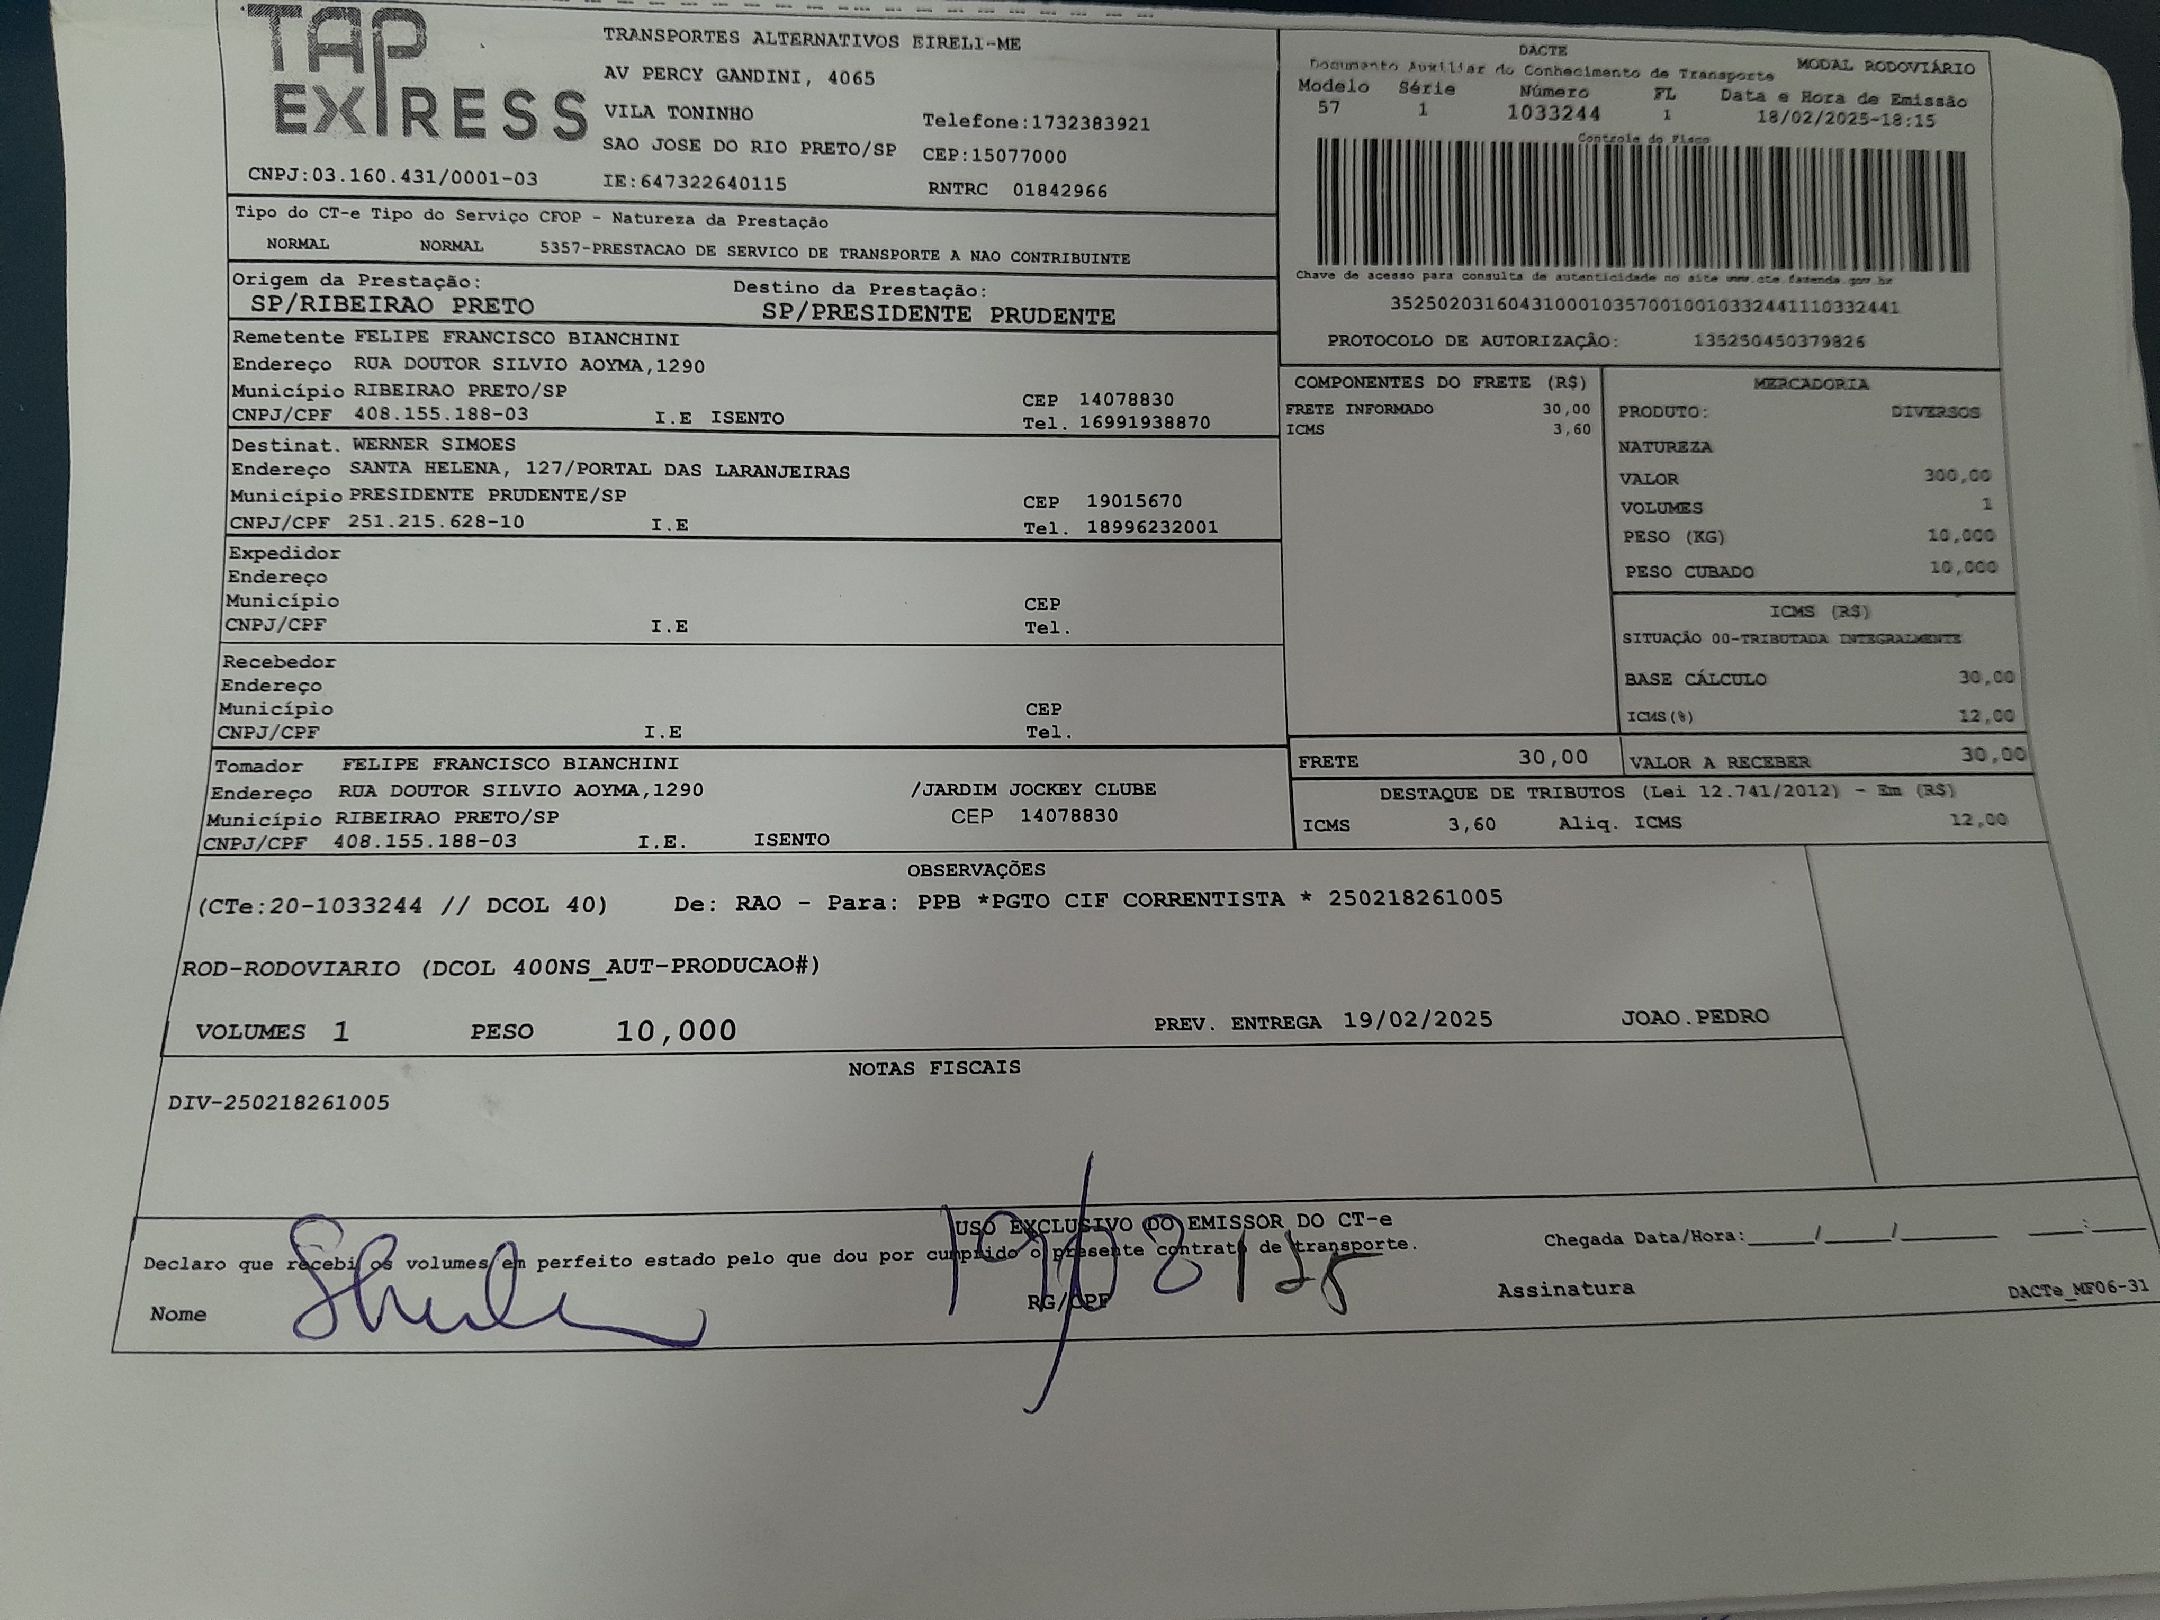 TAP EXPRESS
TRANSPORTES ALTERNATIVOS EIRELI-ME
AV PERCY GANDINI, 4065
VILA TONINHO Telefone:1732383921
SAO JOSE DO RIO PRETO/SP CEP:15077000
CNPJ:03.160.431/0001-03 IE:647322640115 RNTRC 01842966
DACTE
Documento Auxiliar do Conhecimento de Transporte MODAL RODOVIÁRIO
Modelo Série Número FL Data e Hora de Emissão
57 1 1033244 1 18/02/2025-18:15
Controle do Fisco
Chave de acesso para consulta de autenticidade no site www.cte.fazenda.gov.br
35250203160431000103570010010332441110332441
PROTOCOLO DE AUTORIZAÇÃO: 135250450379826
Tipo do CT-e Tipo do Serviço CFOP - Natureza da Prestação
NORMAL NORMAL 5357-PRESTACAO DE SERVICO DE TRANSPORTE A NAO CONTRIBUINTE
Origem da Prestação: Destino da Prestação:
SP/RIBEIRAO PRETO SP/PRESIDENTE PRUDENTE
Remetente FELIPE FRANCISCO BIANCHINI
Endereço RUA DOUTOR SILVIO AOYMA,1290
Município RIBEIRAO PRETO/SP CEP 14078830
CNPJ/CPF 408.155.188-03 I.E ISENTO Tel. 16991938870
Destinat. WERNER SIMOES
Endereço SANTA HELENA, 127/PORTAL DAS LARANJEIRAS
Município PRESIDENTE PRUDENTE/SP CEP 19015670
CNPJ/CPF 251.215.628-10 I.E Tel. 18996232001
Expedidor
Endereço
Município CEP
CNPJ/CPF I.E Tel.
Recebedor
Endereço
Município CEP
CNPJ/CPF I.E Tel.
Tomador FELIPE FRANCISCO BIANCHINI
Endereço RUA DOUTOR SILVIO AOYMA,1290 /JARDIM JOCKEY CLUBE
Município RIBEIRAO PRETO/SP CEP 14078830
CNPJ/CPF 408.155.188-03 I.E. ISENTO
COMPONENTES DO FRETE (R$)
FRETE INFORMADO 30,00
ICMS 3,60
MERCADORIA
PRODUTO: DIVERSOS
NATUREZA
VALOR 300,00
VOLUMES 1
PESO (KG) 10,000
PESO CUBADO 10,000
ICMS (R$)
SITUAÇÃO 00-TRIBUTADA INTEGRALMENTE
BASE CÁLCULO 30,00
ICMS(%) 12,00
FRETE 30,00 VALOR A RECEBER 30,00
DESTAQUE DE TRIBUTOS (Lei 12.741/2012) - Em (R$)
ICMS 3,60 Aliq. ICMS 12,00
OBSERVAÇÕES
(CTe:20-1033244 // DCOL 40) De: RAO - Para: PPB *PGTO CIF CORRENTISTA * 250218261005
ROD-RODOVIARIO (DCOL 400NS_AUT-PRODUCAO#)
VOLUMES 1 PESO 10,000 PREV. ENTREGA 19/02/2025 JOAO.PEDRO
NOTAS FISCAIS
DIV-250218261005
USO EXCLUSIVO DO EMISSOR DO CT-e
Declaro que recebi os volumes em perfeito estado pelo que dou por cumprido o presente contrato de transporte.
Chegada Data/Hora:____/____/______ ___:___
Nome RG/CPF Assinatura DACTe_MF06-31